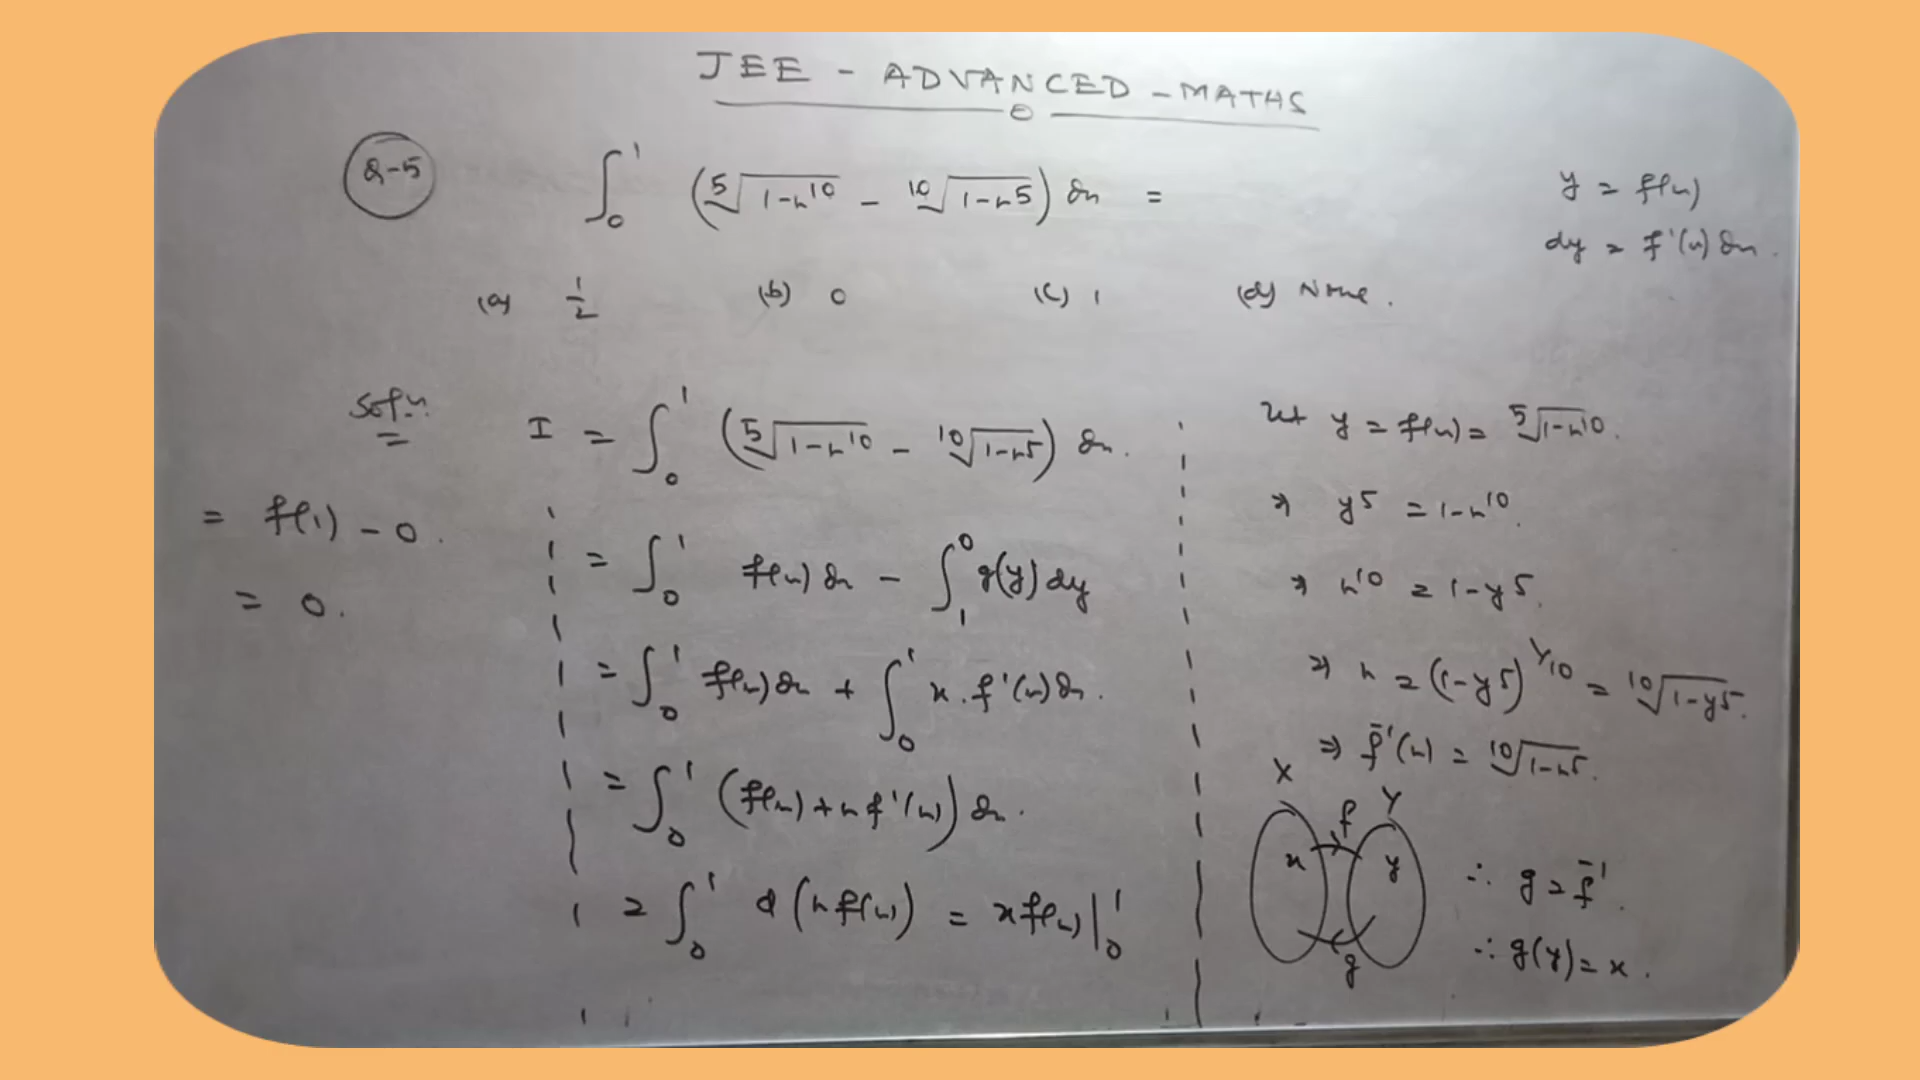 JEE - ADVANCED - MATHS
Q-5 ∫₀¹ (⁵√(1-x¹⁰) - ¹⁰√(1-x⁵)) dx =
y = f(x)
dy = f'(x) dx.
(a) 1/2 (b) 0 (c) 1 (d) None.
Sol/n. I = ∫₀¹ (⁵√(1-x¹⁰) - ¹⁰√(1-x⁵)) dx.
= ∫₀¹ f(x) dx - ∫₁⁰ g(y) dy
= ∫₀¹ f(x) dx + ∫₀¹ x . f'(x) dx.
= ∫₀¹ (f(x) + x f'(x)) dx.
= ∫₀¹ d (x f(x)) = x f(x) |₀¹
= f(1) - 0.
= 0.
Let y = f(x) = ⁵√(1-x¹⁰).
⇒ y⁵ = 1-x¹⁰.
⇒ x¹⁰ = 1-y⁵.
⇒ x = (1-y⁵)^1/10 = ¹⁰√(1-y⁵).
⇒ f⁻¹(x) = ¹⁰√(1-x⁵).
X f Y
x y
g
∴ g = f⁻¹.
∴ g(y) = x.